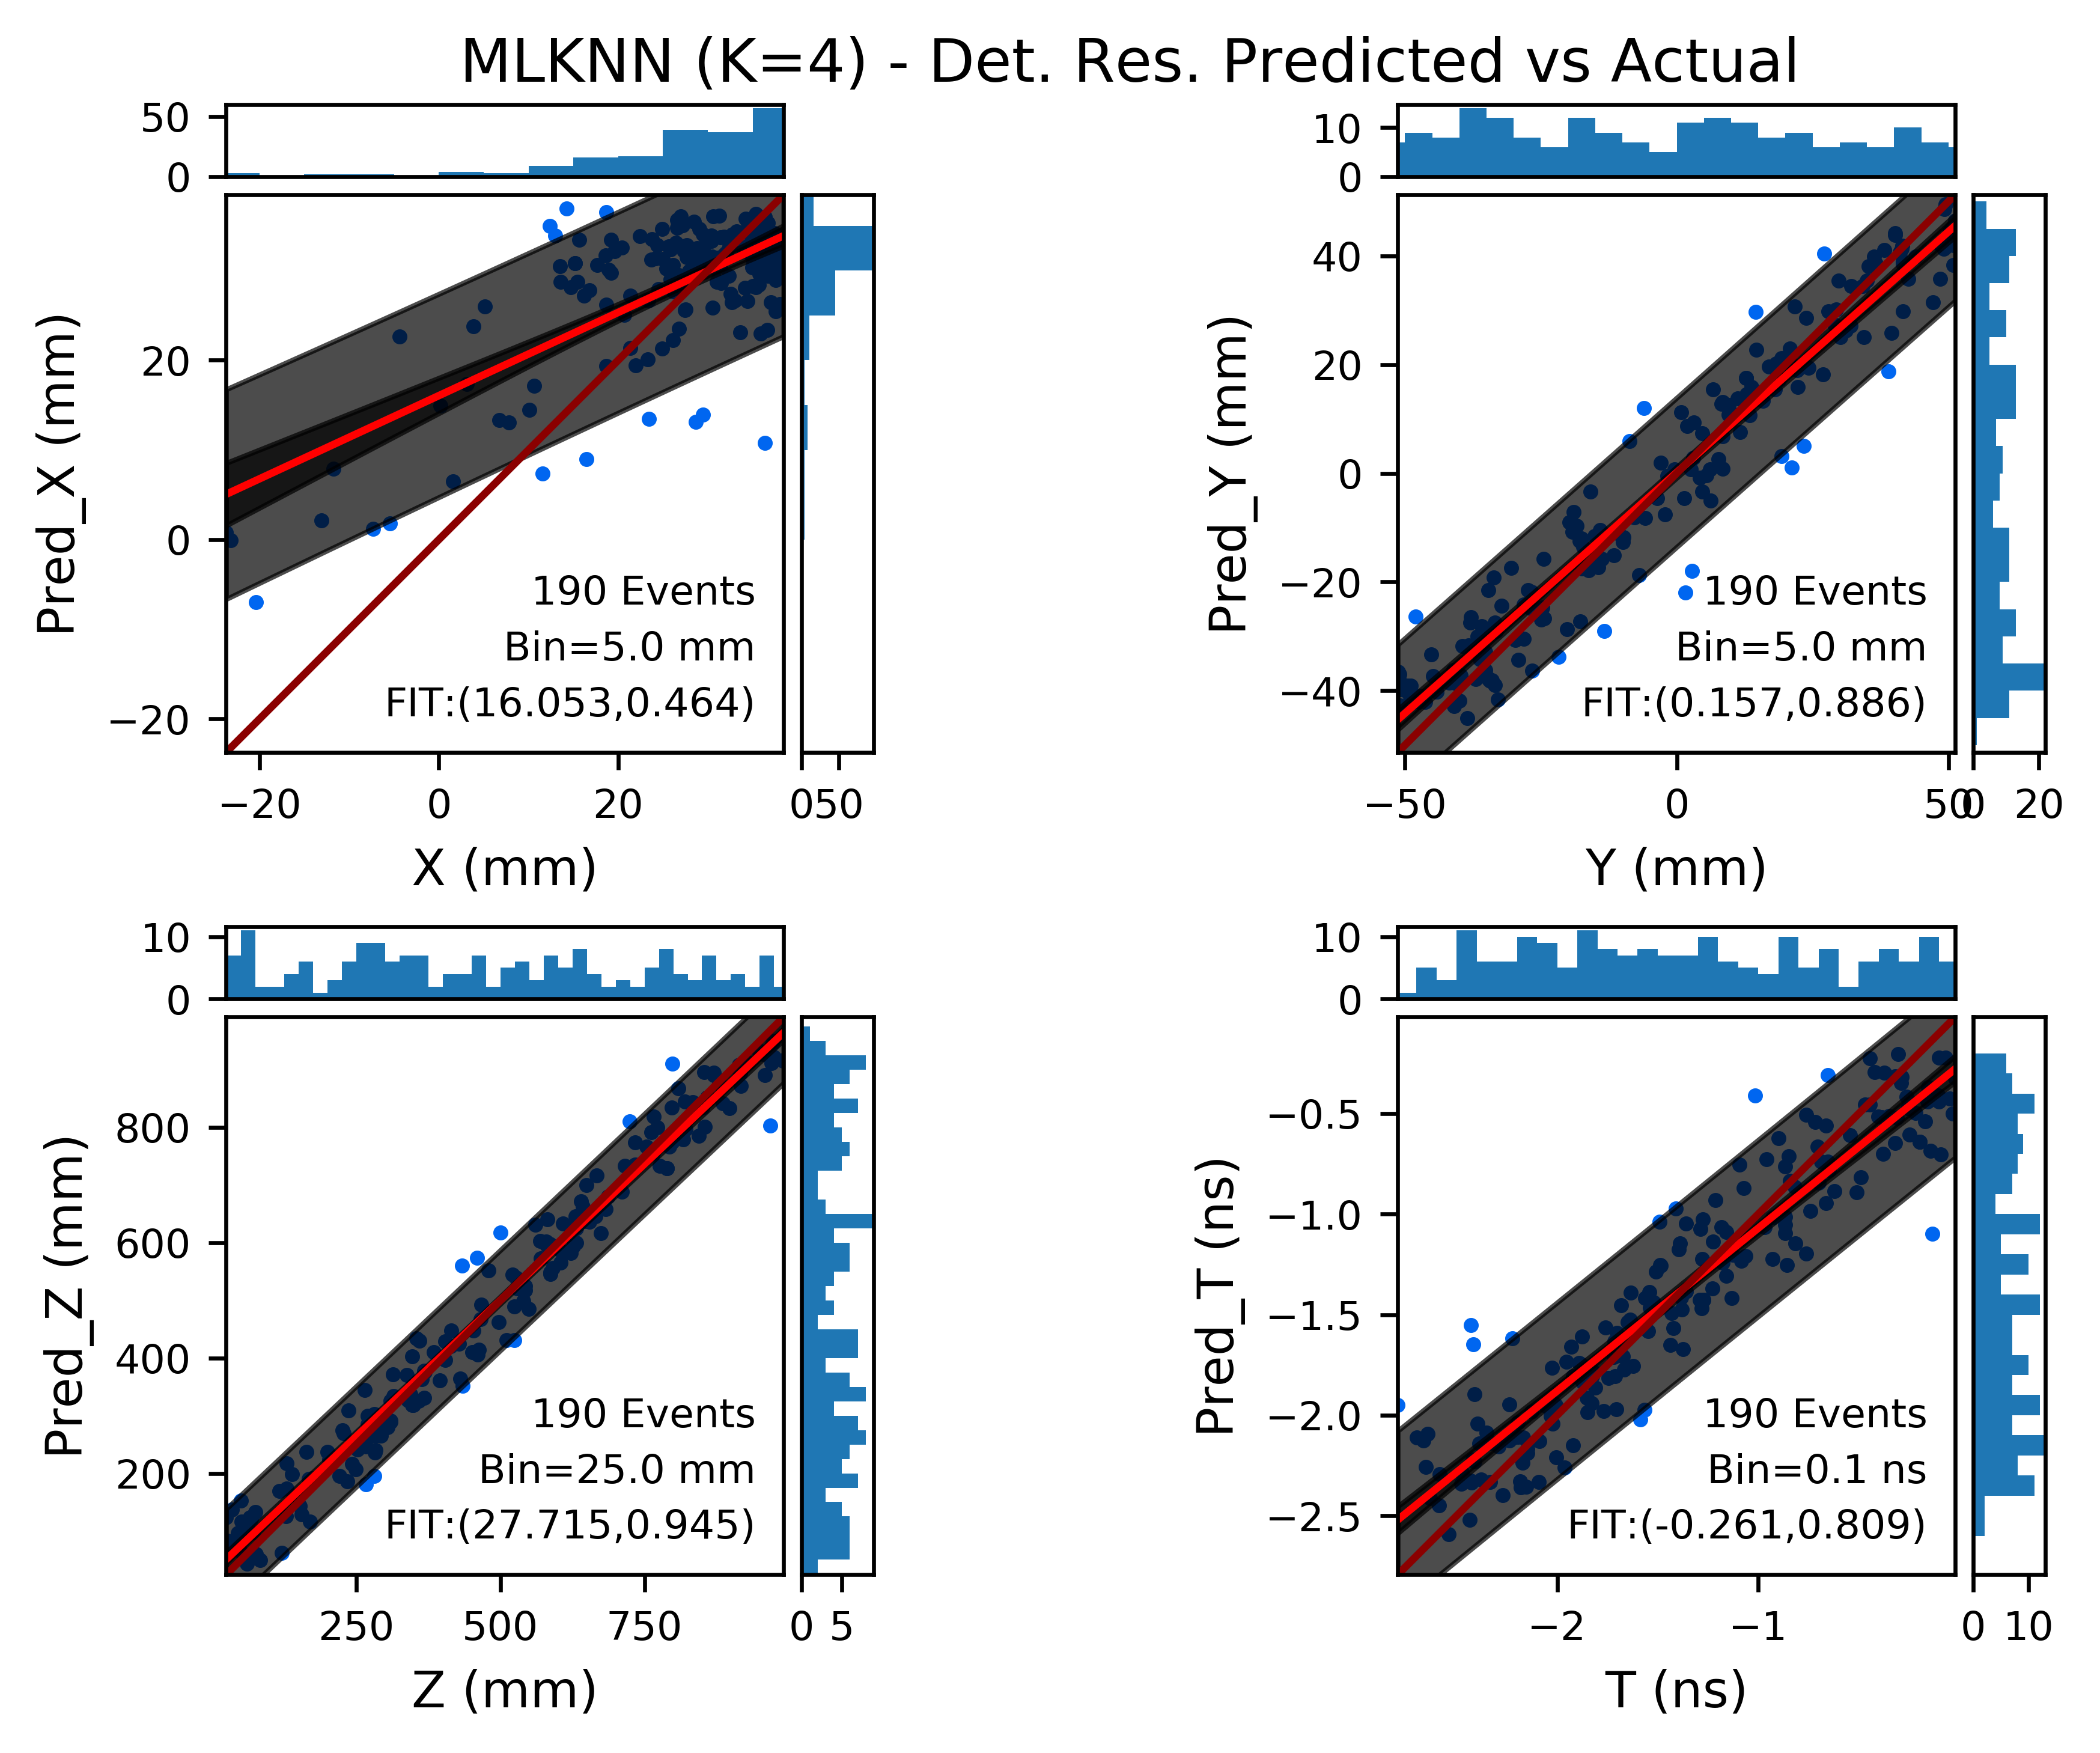 MLKNN (K=4) - Det. Res. Predicted vs Actual
50
0
10
0
20
0
−20
Pred_X (mm)
190 Events
Bin=5.0 mm
FIT:(16.053,0.464)
−20 0 20
0 50
X (mm)
40
20
0
−20
−40
Pred_Y (mm)
190 Events
Bin=5.0 mm
FIT:(0.157,0.886)
−50 0 50
0 20
Y (mm)
10
0
10
0
800
600
400
200
Pred_Z (mm)
190 Events
Bin=25.0 mm
FIT:(27.715,0.945)
250 500 750
0 5
Z (mm)
−0.5
−1.0
−1.5
−2.0
−2.5
Pred_T (ns)
190 Events
Bin=0.1 ns
FIT:(-0.261,0.809)
−2 −1
0 10
T (ns)